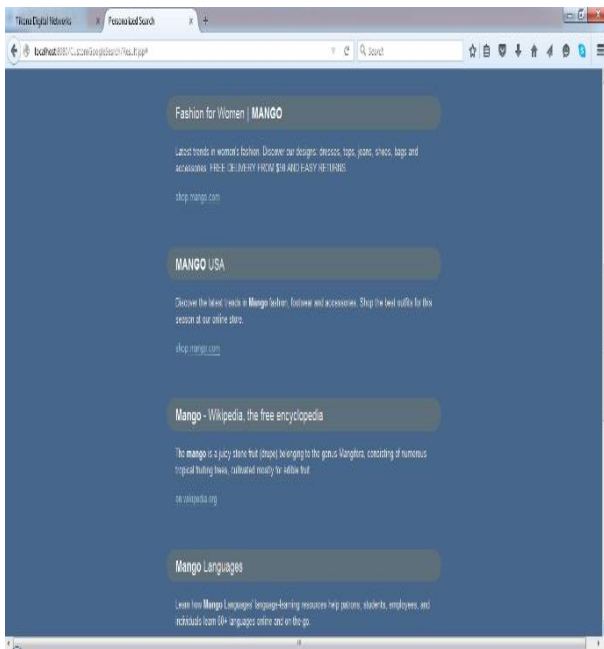 Digital Networks
Personalized Search
Search
Fashion for Women | MANGO
Latest trends in women's fashion. Discover our designs: dresses, tops, jeans, shoes, bags and
accessories. FREE DELIVERY FROM $50 AND EASY RETURNS
shop.mango.com
MANGO USA
Discover the latest trends in Mango fashion, footwear and accessories. Shop the best outfits for this
season at our online store.
shop.mango.com
Mango - Wikipedia, the free encyclopedia
The mango is a juicy stone fruit (drupe) belonging to the genus Mangifera, consisting of numerous
tropical fruiting trees, cultivated mostly for edible fruit
en.wikipedia.org
Mango Languages
Learn how Mango Languages' language-learning resources help patrons, students, employees, and
individuals learn 60+ languages online and on the go.